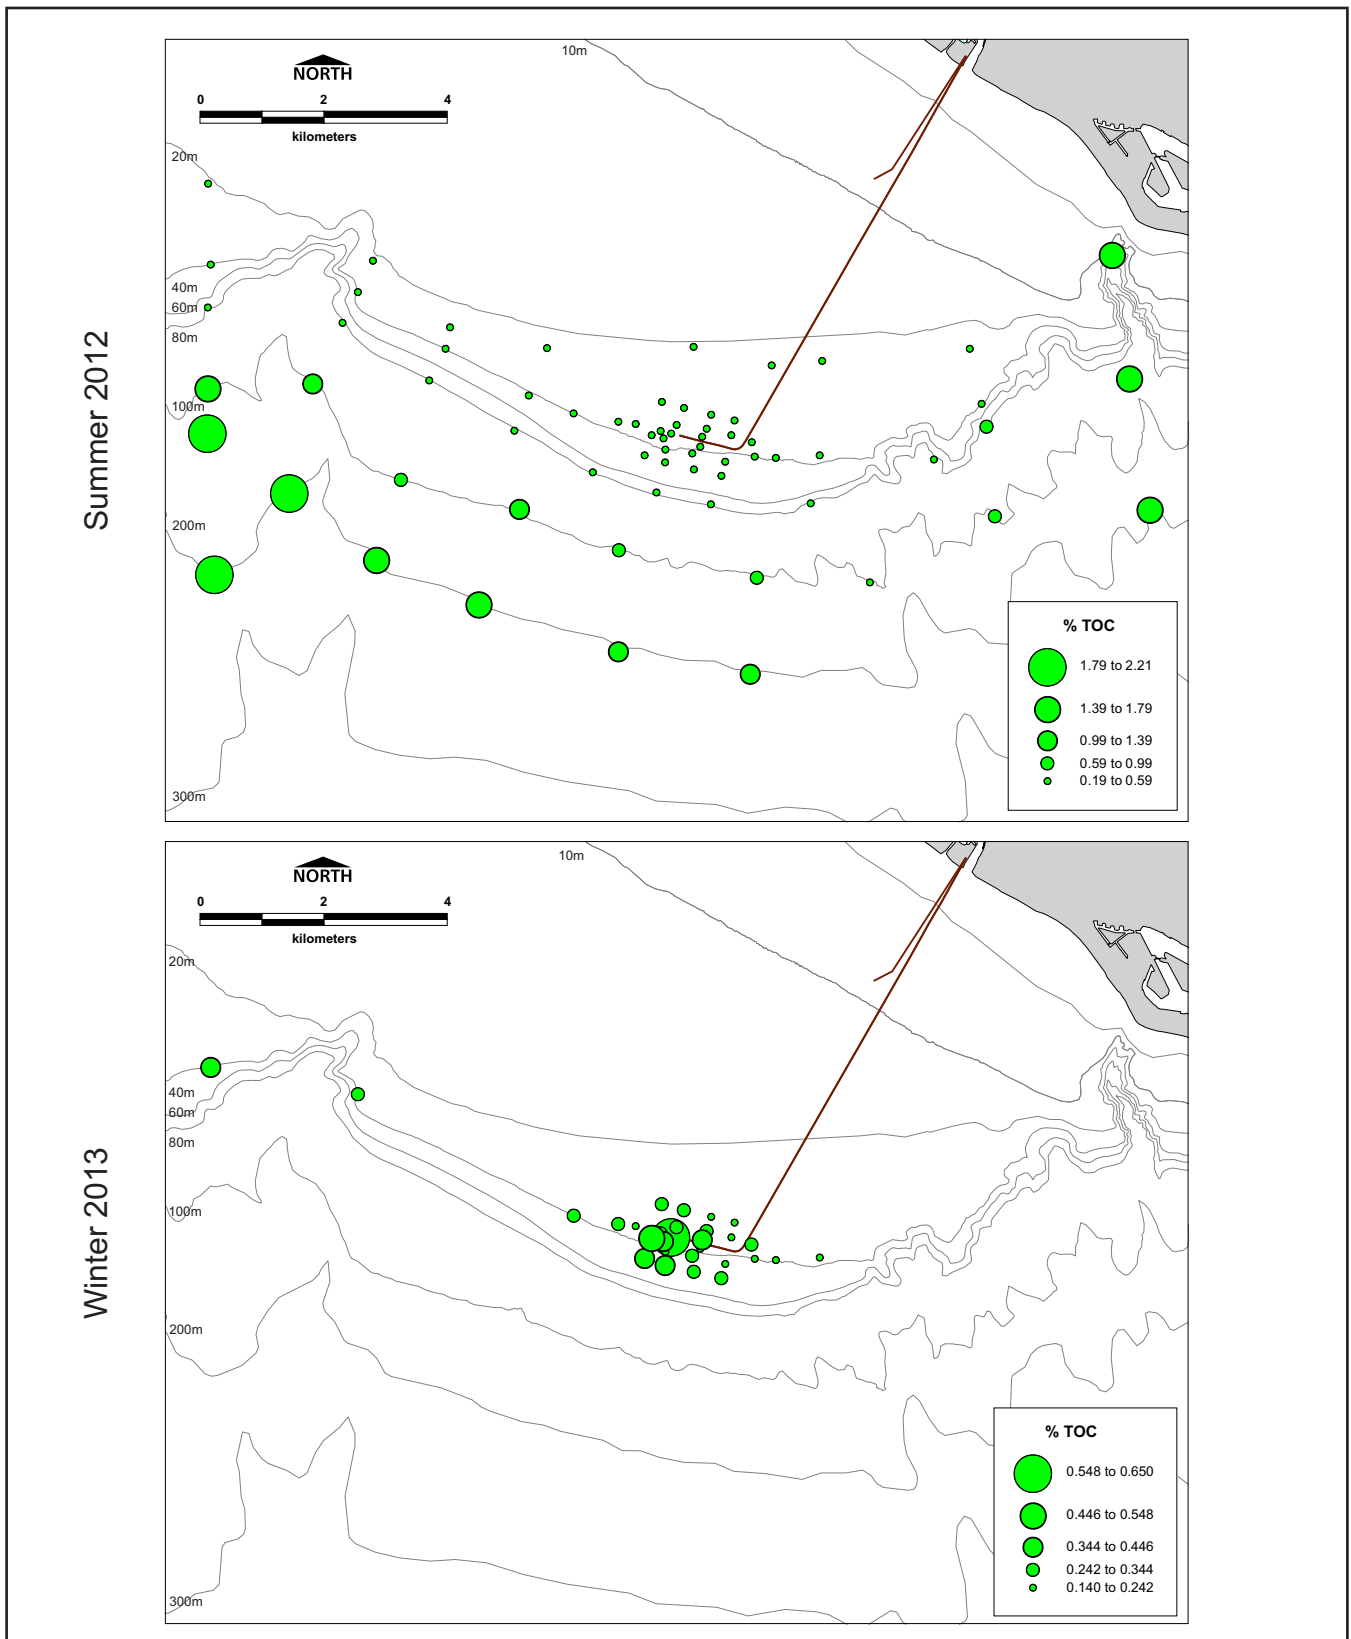 Summer 2012
10m
NORTH
0 2 4
kilometers
20m
40m
60m
80m
100m
200m
300m
% TOC
1.79 to 2.21
1.39 to 1.79
0.99 to 1.39
0.59 to 0.99
0.19 to 0.59
Winter 2013
10m
NORTH
0 2 4
kilometers
20m
40m
60m
80m
100m
200m
300m
% TOC
0.548 to 0.650
0.446 to 0.548
0.344 to 0.446
0.242 to 0.344
0.140 to 0.242